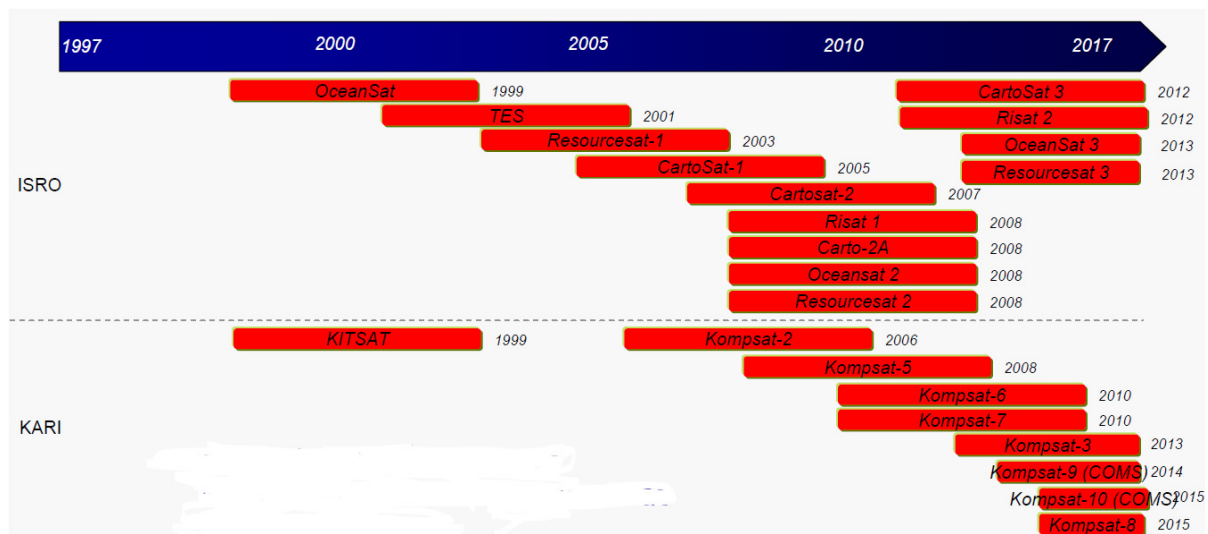 1997 2000 2005 2010 2017
OceanSat 1999 CartoSat 3 2012
TES 2001 Risat 2 2012
Resourcesat-1 2003 OceanSat 3 2013
CartoSat-1 2005 Resourcesat 3 2013
ISRO
Cartosat-2 2007
Risat 1 2008
Carto-2A 2008
Oceansat 2 2008
Resourcesat 2 2008
KITSAT 1999 Kompsat-2 2006
Kompsat-5 2008
Kompsat-6 2010
KARI
Kompsat-7 2010
Kompsat-3 2013
Kompsat-9 (COMS) 2014
Kompsat-10 (COMS) 2015
Kompsat-8 2015